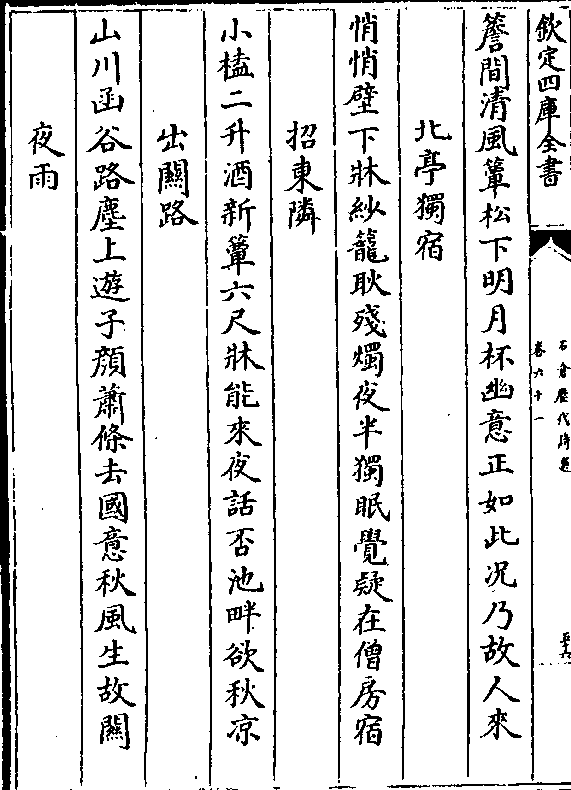 欽定四庫全書
石倉歷代詩選
卷六十一
簷間清風簟松下明月杯幽意正如此况乃故人來
北亭獨宿
悄悄壁下牀紗籠耿殘燭夜半獨眠覺疑在僧房宿
招東隣
小榼二升酒新簟六尺牀能來夜話否池畔欲秋凉
出關路
山川函谷路塵土遊子顔蕭條去國意秋風生故關
夜雨